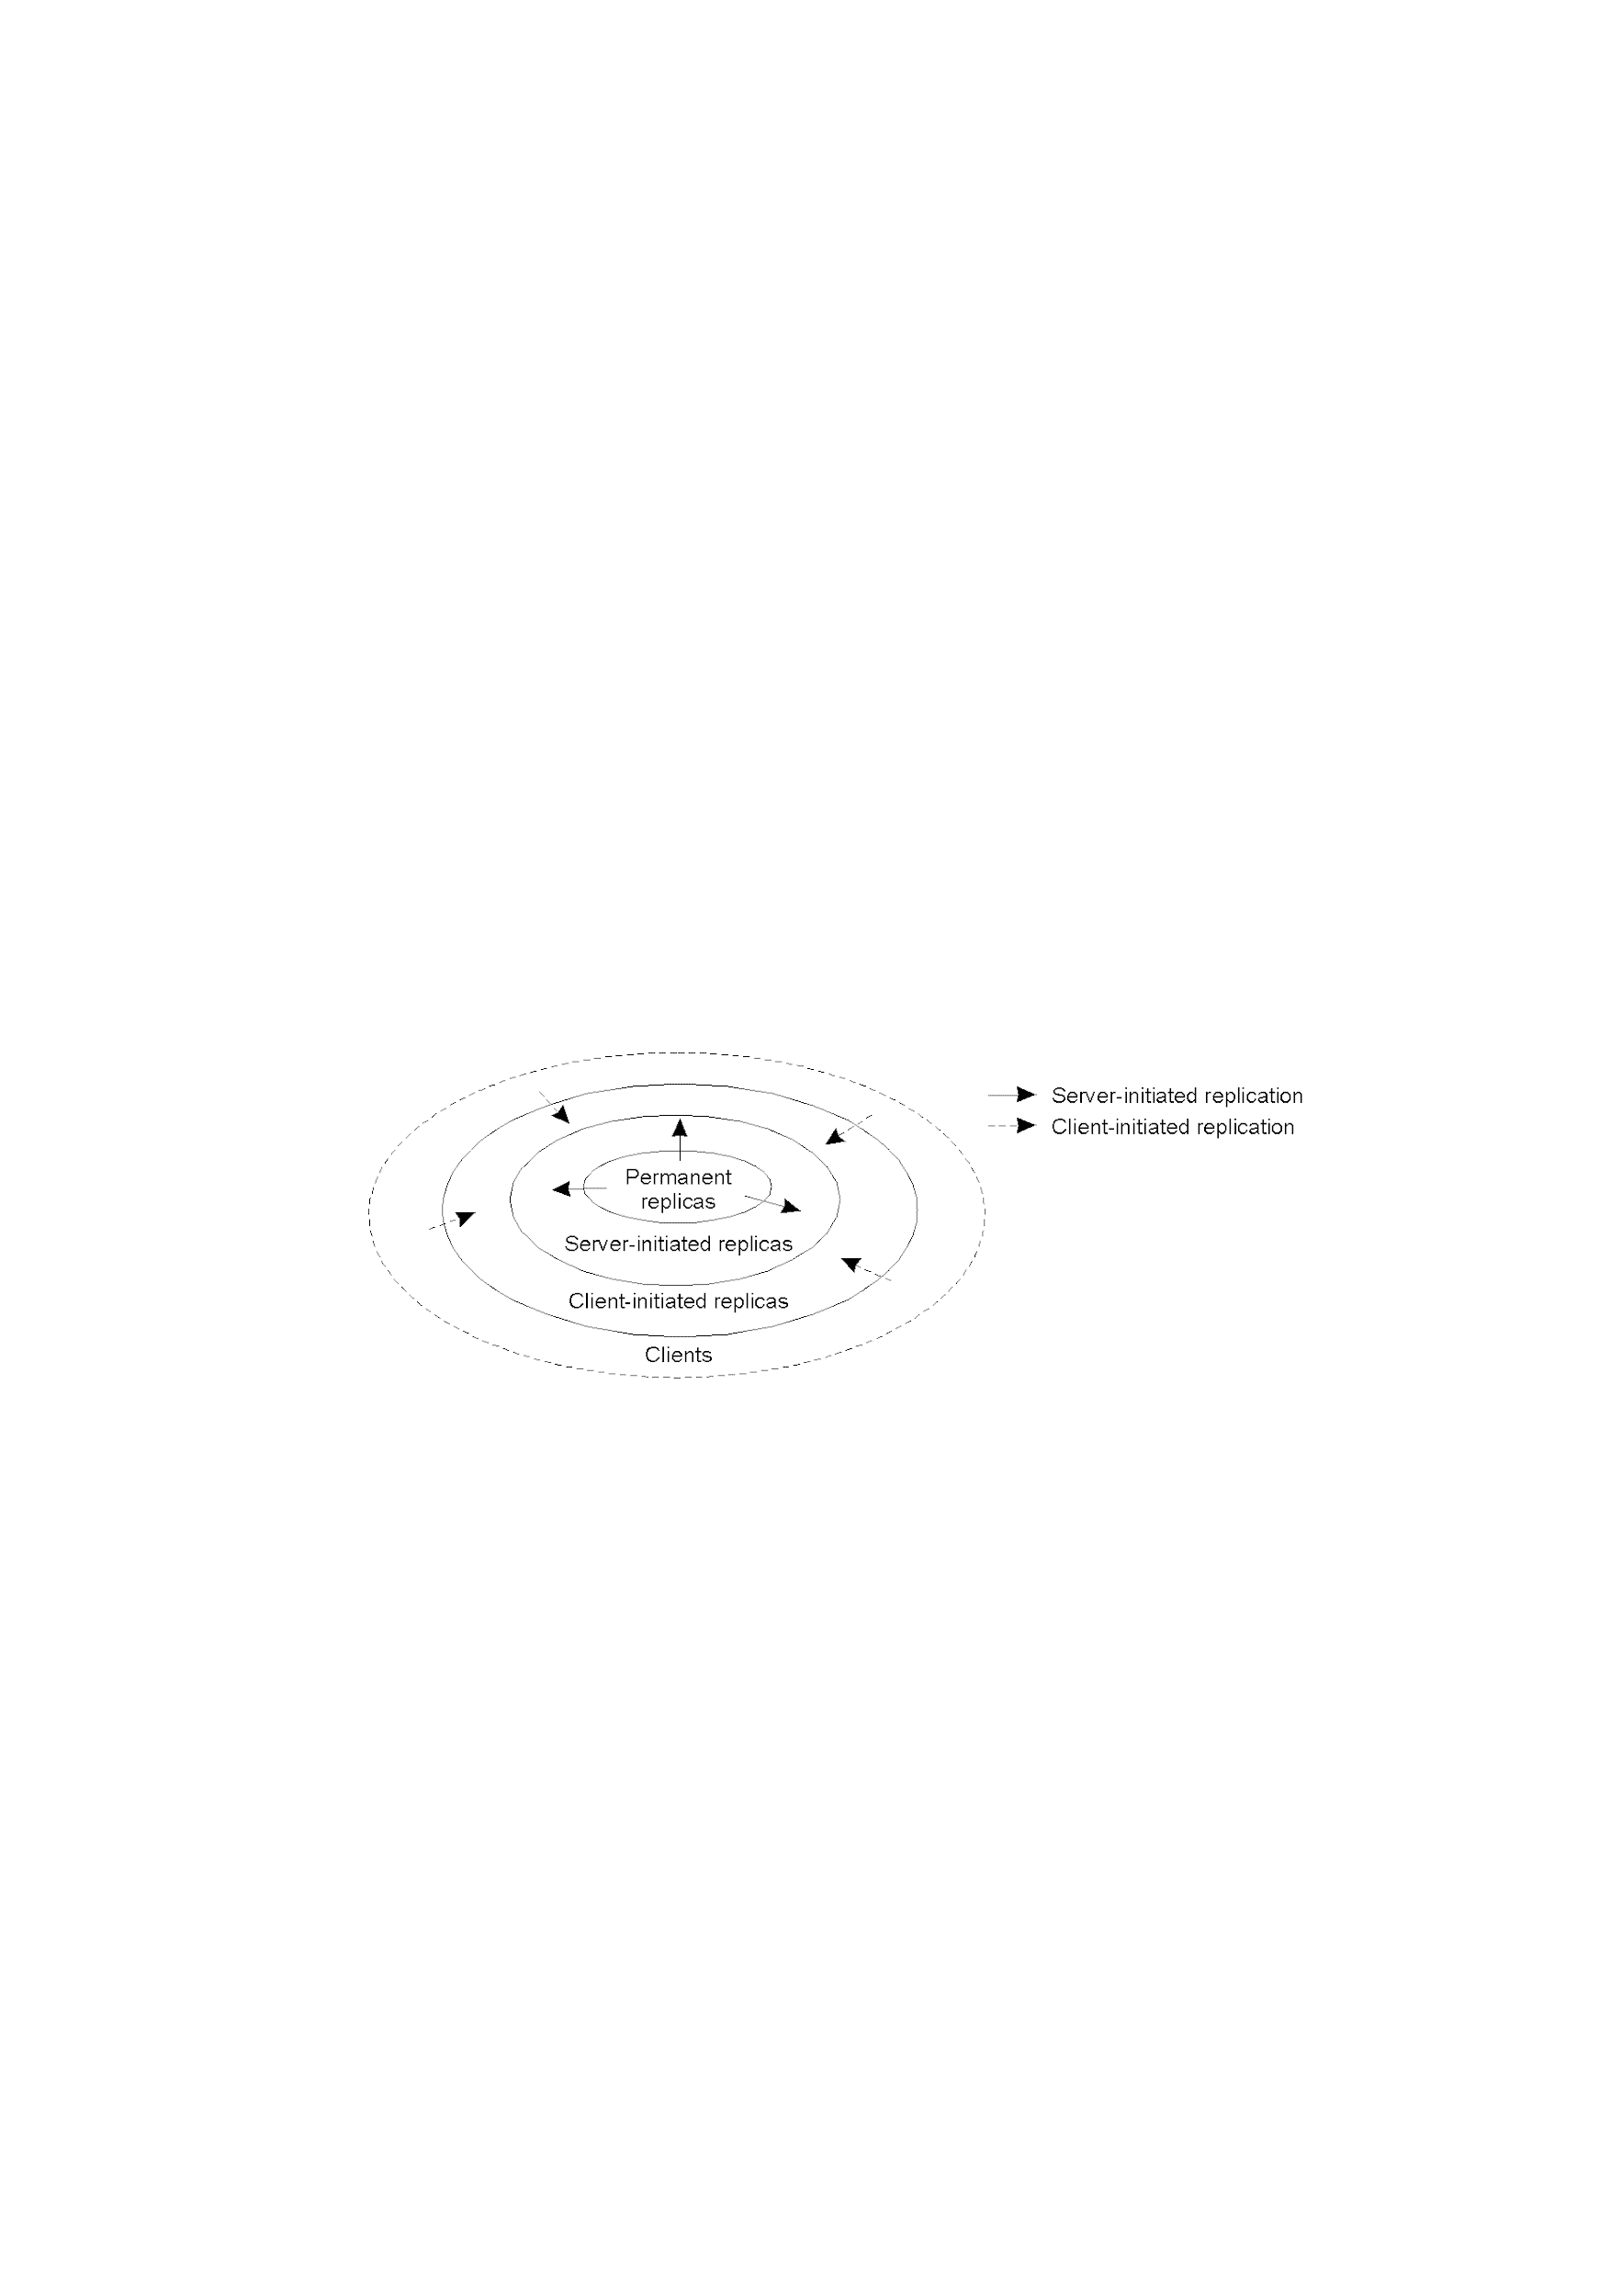 Server-initiated replication
Client-initiated replication
Permanent
replicas
Server-initiated replicas
Client-initiated replicas
Clients